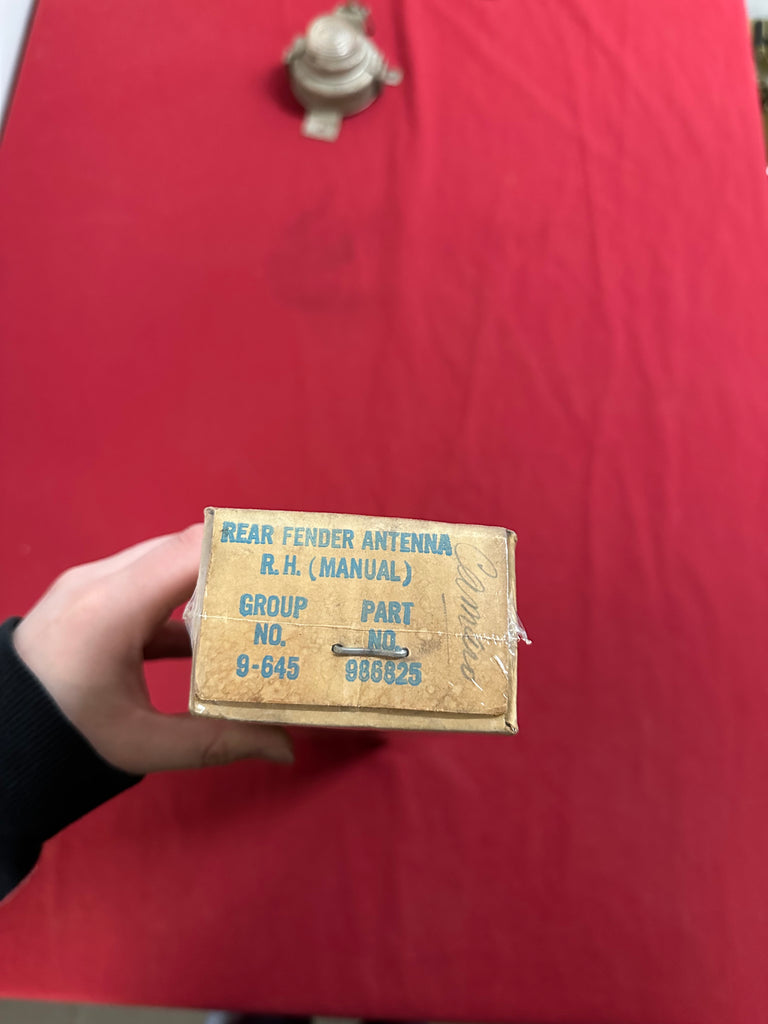 REAR FENDER ANTENNA
R.H. (MANUAL)
GROUP PART
NO. NO.
9-645 986825